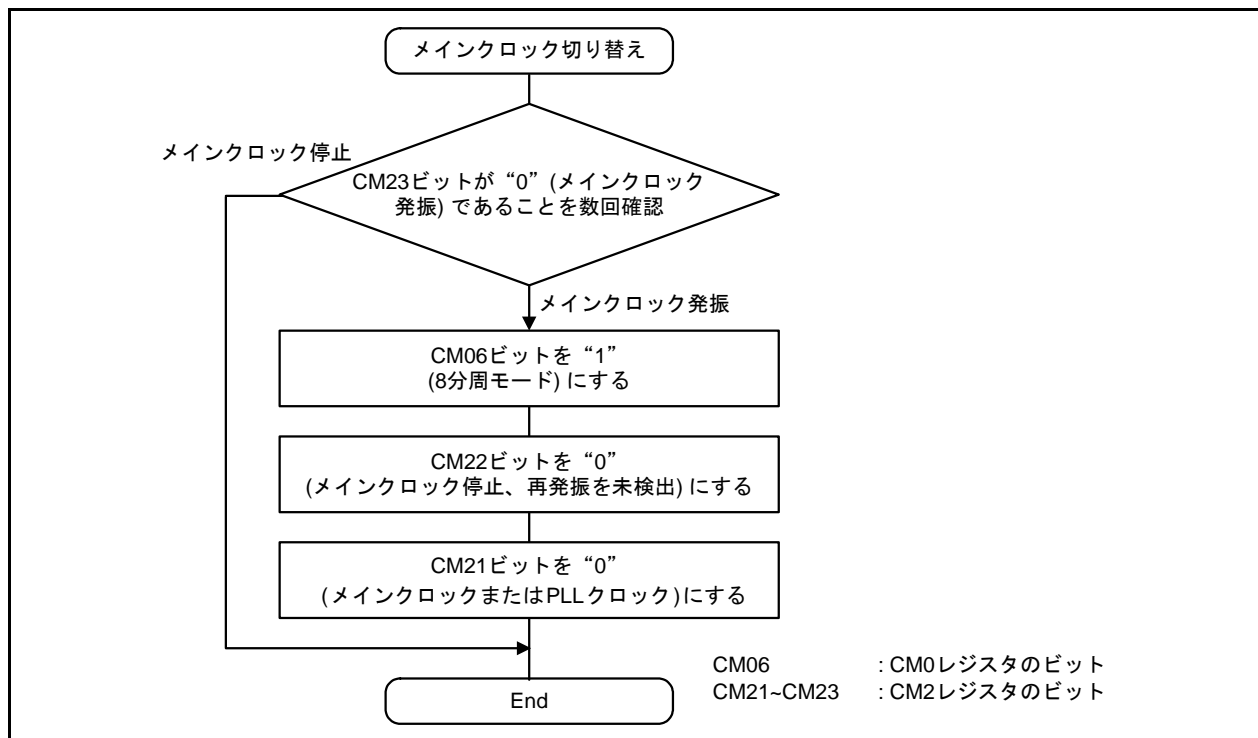 メインクロック切り替え
メインクロック停止
CM23ビットが“0” (メインクロック
発振) であることを数回確認
メインクロック発振
CM06ビットを“1”
(8分周モード) にする
CM22ビットを“0”
(メインクロック停止、再発振を未検出) にする
CM21ビットを“0”
(メインクロックまたはPLLクロック)にする
CM06 : CM0レジスタのビット
CM21~CM23 : CM2レジスタのビット
End